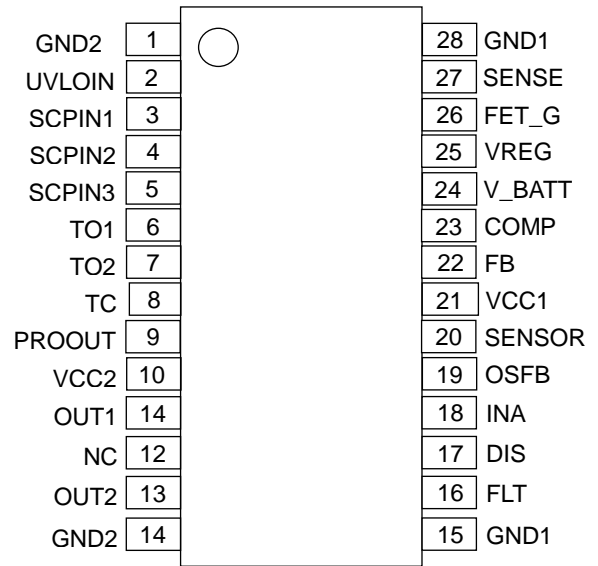 GND2 1 28 GND1
UVLOIN 2 27 SENSE
SCPIN1 3 26 FET_G
SCPIN2 4 25 VREG
SCPIN3 5 24 V_BATT
TO1 6 23 COMP
TO2 7 22 FB
TC 8 21 VCC1
PROOUT 9 20 SENSOR
VCC2 10 19 OSFB
OUT1 14 18 INA
NC 12 17 DIS
OUT2 13 16 FLT
GND2 14 15 GND1